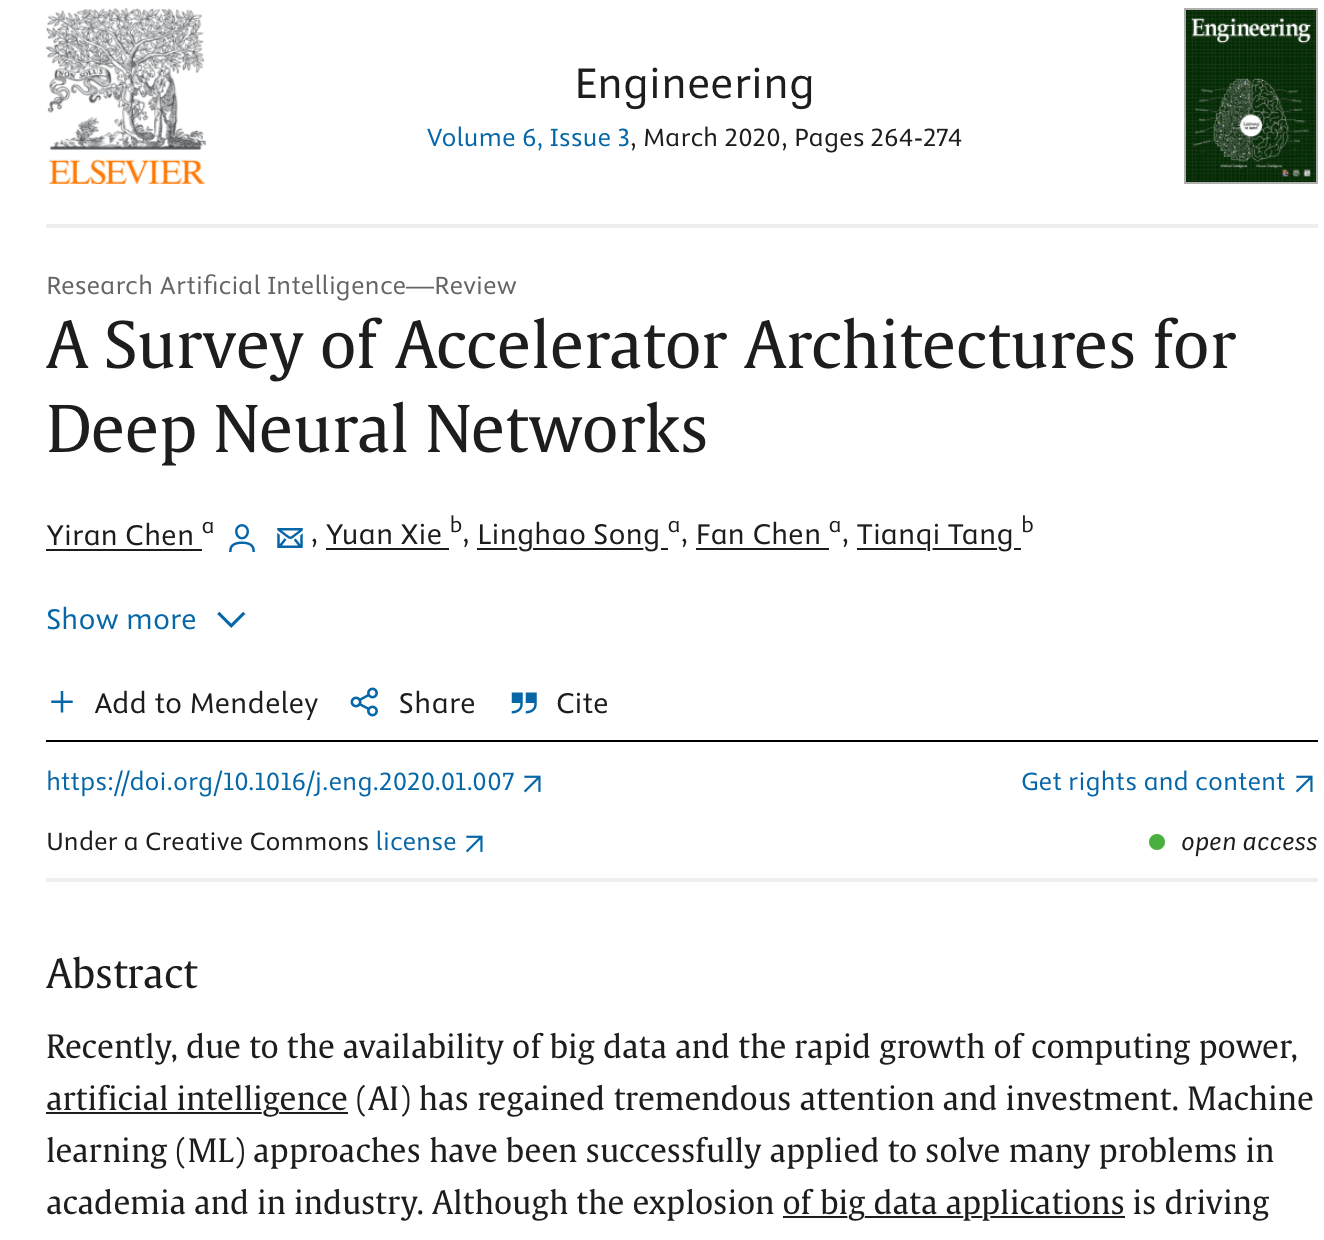 NON SOLUS
ELSEVIER
Engineering
Volume 6, Issue 3, March 2020, Pages 264-274
Engineering
Research Artificial Intelligence—Review
A Survey of Accelerator Architectures for
Deep Neural Networks
Yiran Chen a , Yuan Xie b, Linghao Song a, Fan Chen a, Tianqi Tang b
Show more
Add to Mendeley Share Cite
https://doi.org/10.1016/j.eng.2020.01.007 Get rights and content
Under a Creative Commons license open access
Abstract
Recently, due to the availability of big data and the rapid growth of computing power,
artificial intelligence (AI) has regained tremendous attention and investment. Machine
learning (ML) approaches have been successfully applied to solve many problems in
academia and in industry. Although the explosion of big data applications is driving